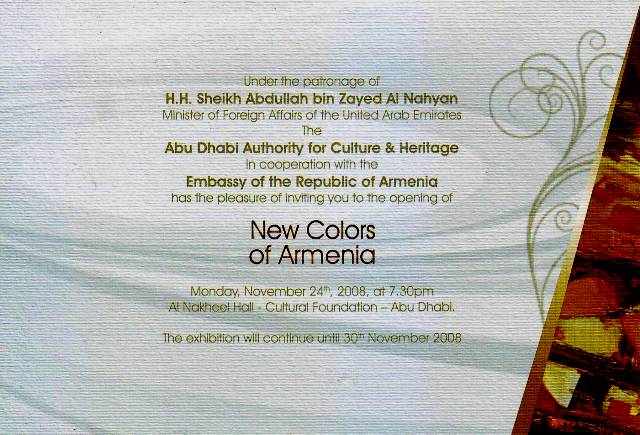 Under the patronage of
H.H. Sheikh Abdullah bin Zayed Al Nahyan
Minister of Foreign Affairs of the United Arab Emirates
The
Abu Dhabi Authority for Culture & Heritage
In cooperation with the
Embassy of the Republic of Armenia
has the pleasure of inviting you to the opening of
New Colors
of Armenia
Monday, November 24th, 2008, at 7.30pm
Al Nakheel Hall - Cultural Foundation – Abu Dhabi.
The exhibition will continue until 30th November 2008